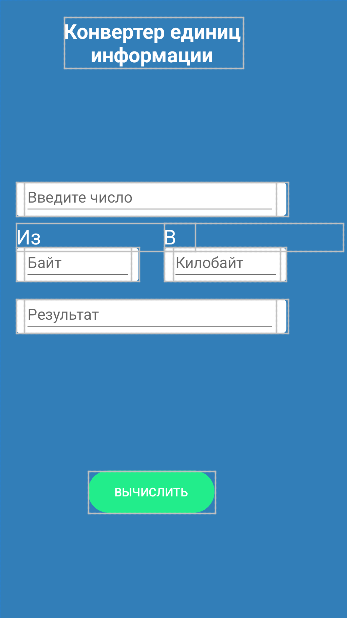 Конвертер единиц
информации
Введите число
Из В
Байт Килобайт
Результат
ВЫЧИСЛИТЬ